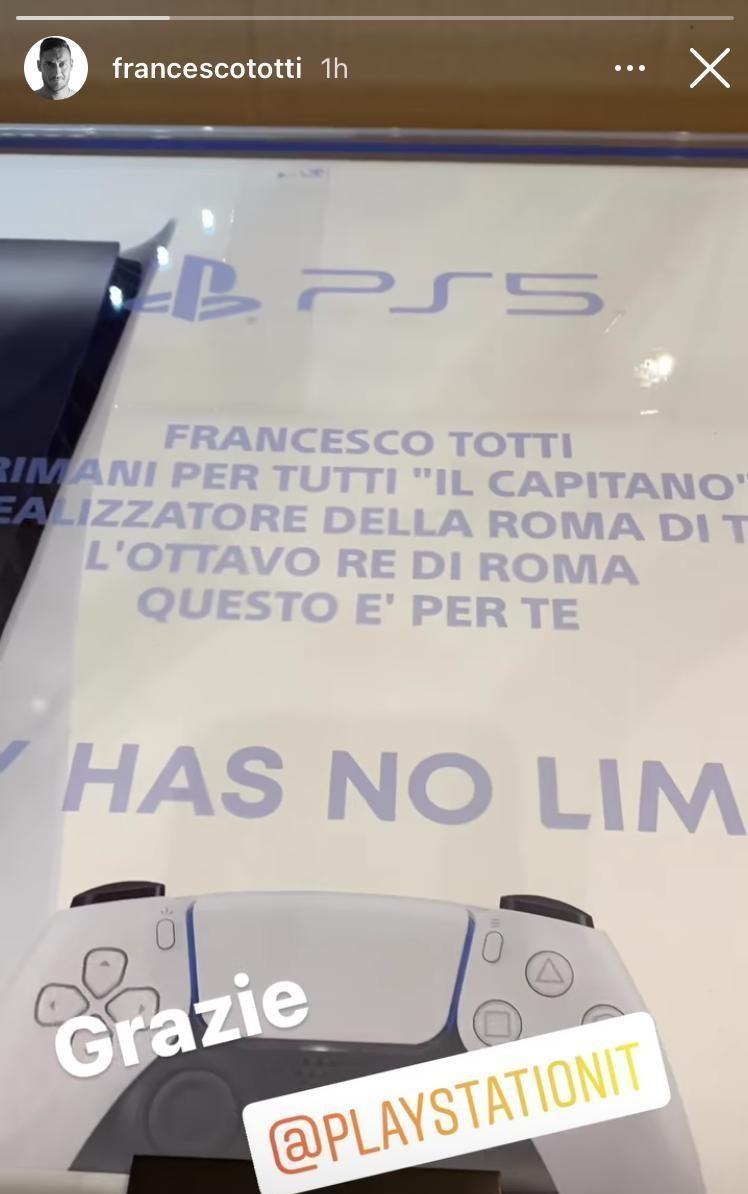 francescototti 1h
PS5
FRANCESCO TOTTI
RIMANI PER TUTTI "IL CAPITANO"
EALIZZATORE DELLA ROMA DI T
L'OTTAVO RE DI ROMA
QUESTO E' PER TE
Y HAS NO LIM
Grazie
@PLAYSTATIONIT